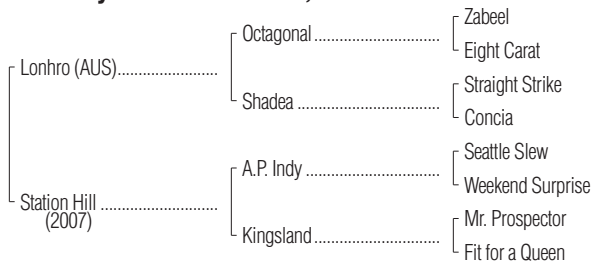 Zabeel
Octagonal
Eight Carat
Lonhro (AUS)
Straight Strike
Shadea
Concia
Seattle Slew
A.P. Indy
Weekend Surprise
Station Hill
(2007)
Mr. Prospector
Kingsland
Fit for a Queen